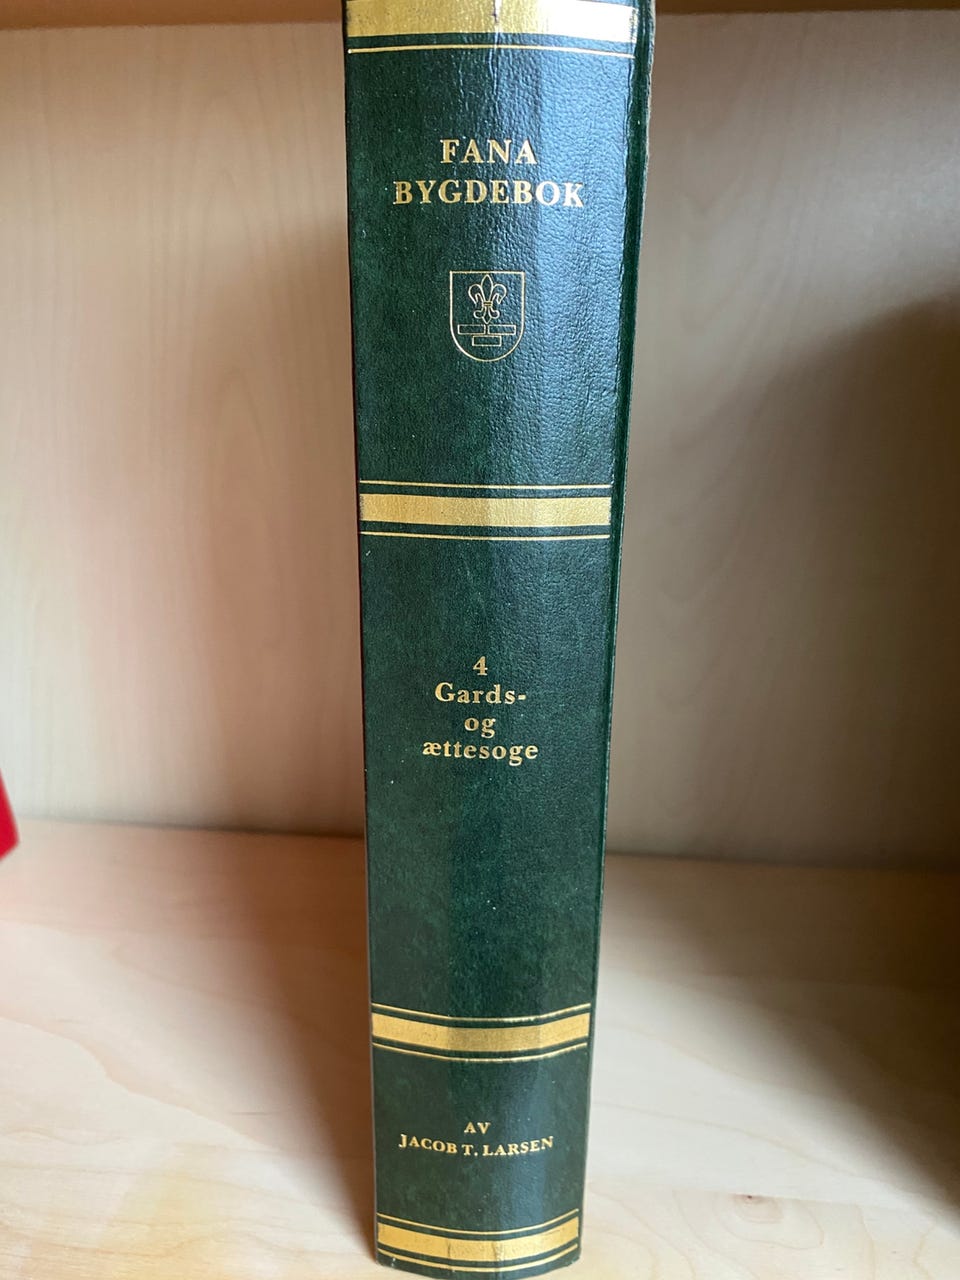 FANA
BYGDEBOK
4
Gards-
og
ættesoge
AV
JACOB T. LARSEN